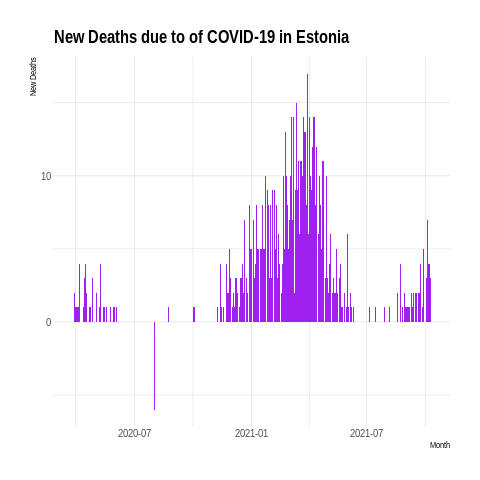 New Deaths due to of COVID-19 in Estonia
New Deaths
10
0
2020-07
2021-01
2021-07
Month